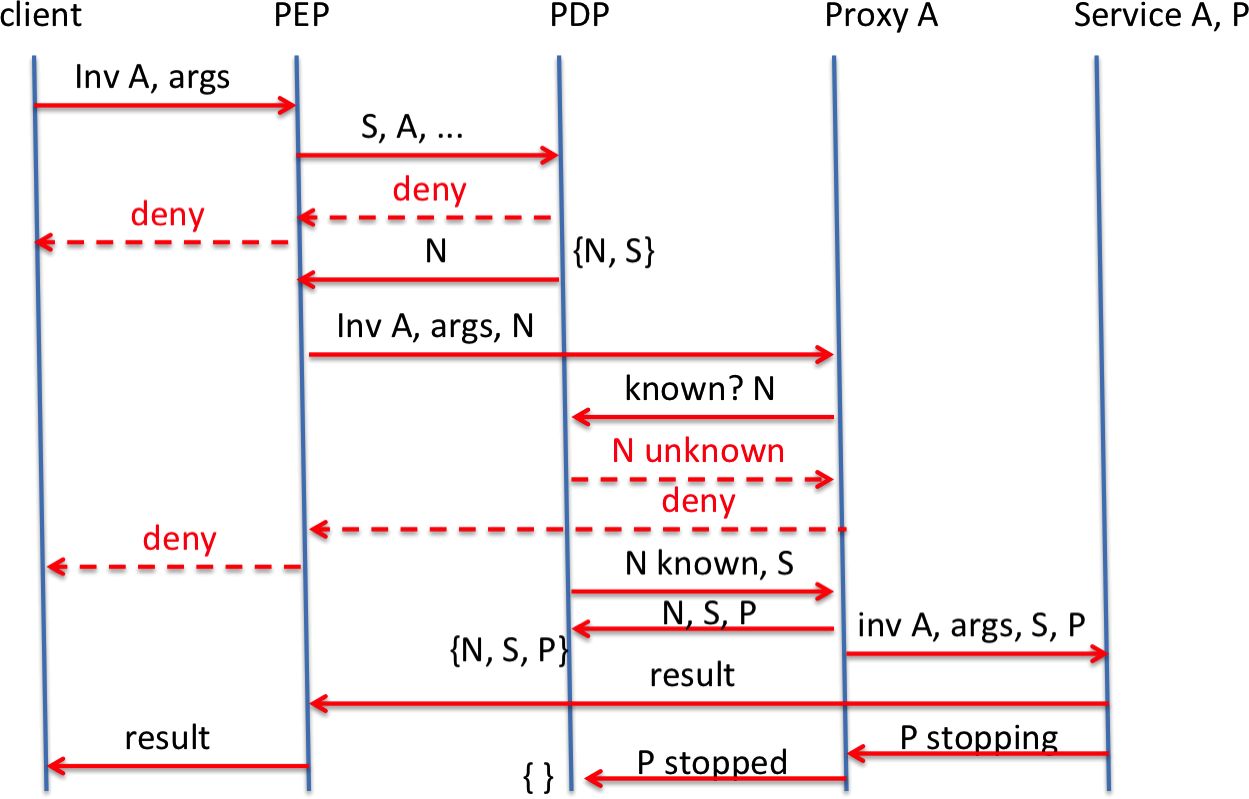 client PEP PDP Proxy A Service A, P
Inv A, args
S, A, ...
deny
deny
N {N, S}
Inv A, args, N
known? N
N unknown
deny
deny
N known, S
N, S, P
inv A, args, S, P
{N, S, P}
result
result
P stopping
P stopped
{ }